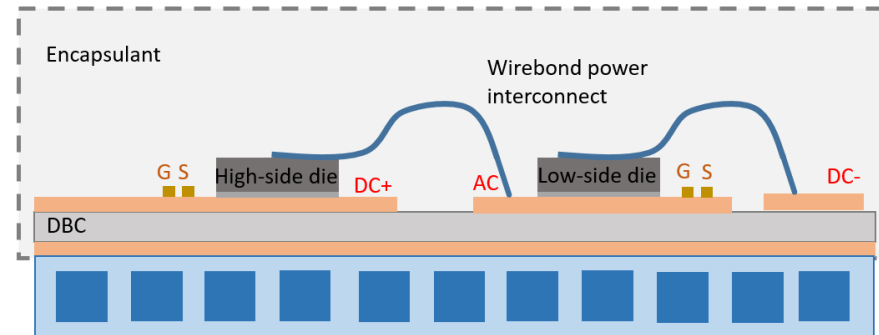 Encapsulant
Wirebond power
interconnect
G S
High-side die
DC+
AC
Low-side die
G S
DC-
DBC